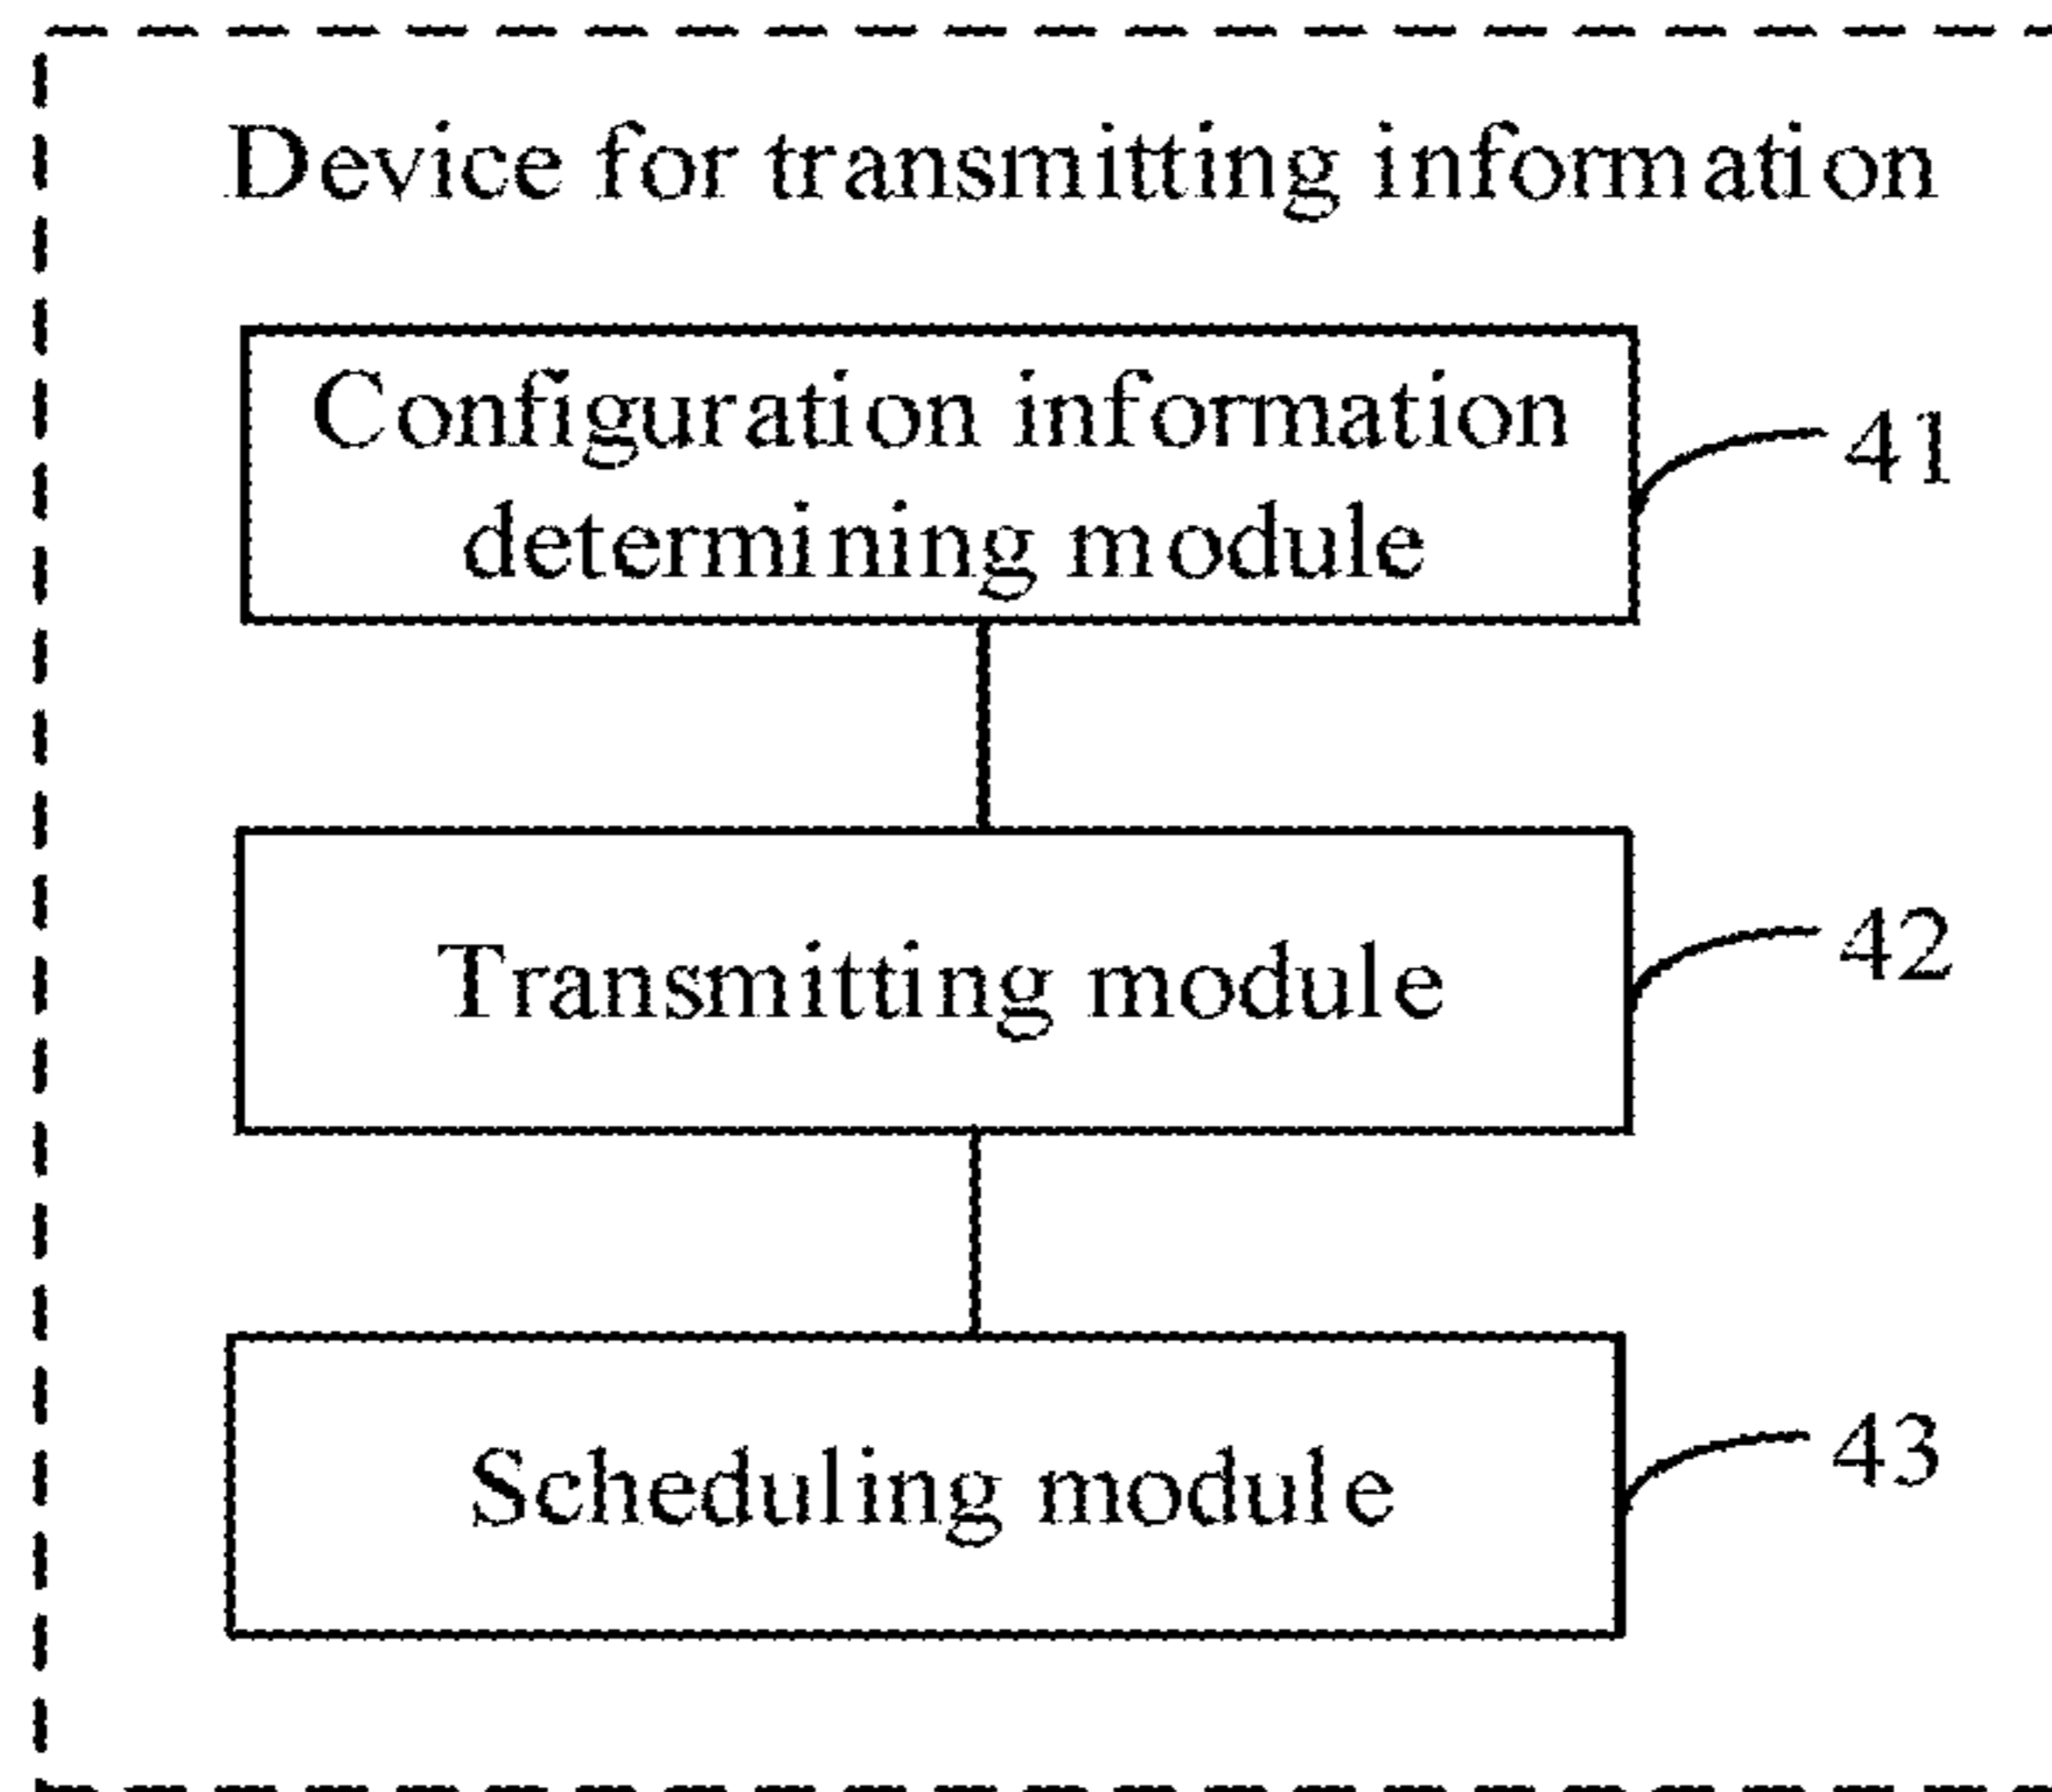 Device for transmitting information
Configuration information
determining module
41
Transmitting module
42
Scheduling module
43